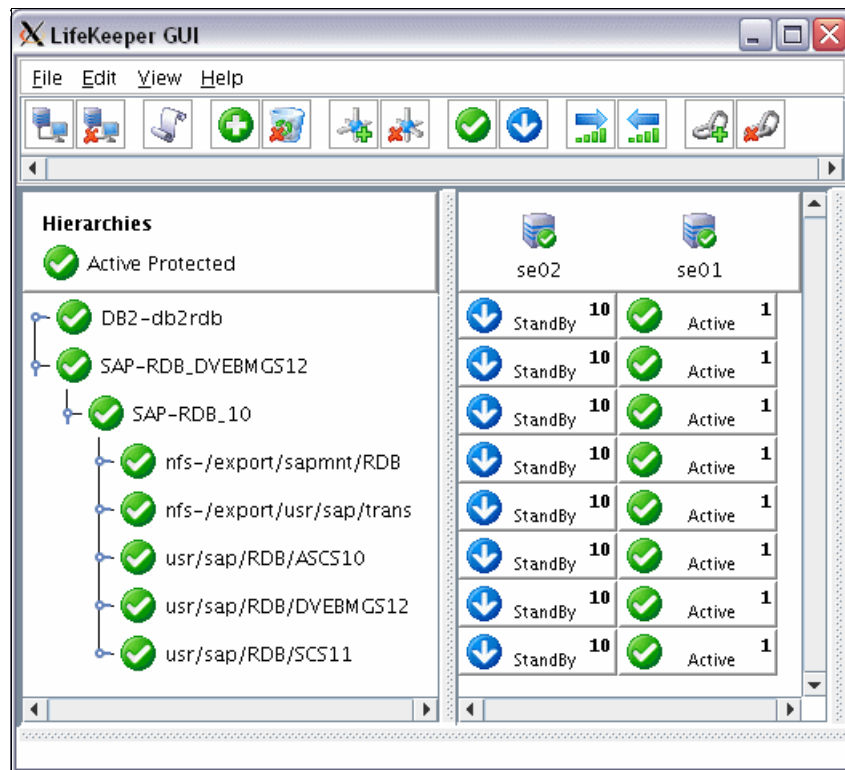 LifeKeeper GUI
File Edit View Help
Hierarchies
Active Protected
se02 se01
DB2-db2rdb StandBy 10 Active 1
SAP-RDB_DVEBMGS12 StandBy 10 Active 1
SAP-RDB_10 StandBy 10 Active 1
nfs-/export/sapmnt/RDB StandBy 10 Active 1
nfs-/export/usr/sap/trans StandBy 10 Active 1
usr/sap/RDB/ASCS10 StandBy 10 Active 1
usr/sap/RDB/DVEBMGS12 StandBy 10 Active 1
usr/sap/RDB/SCS11 StandBy 10 Active 1